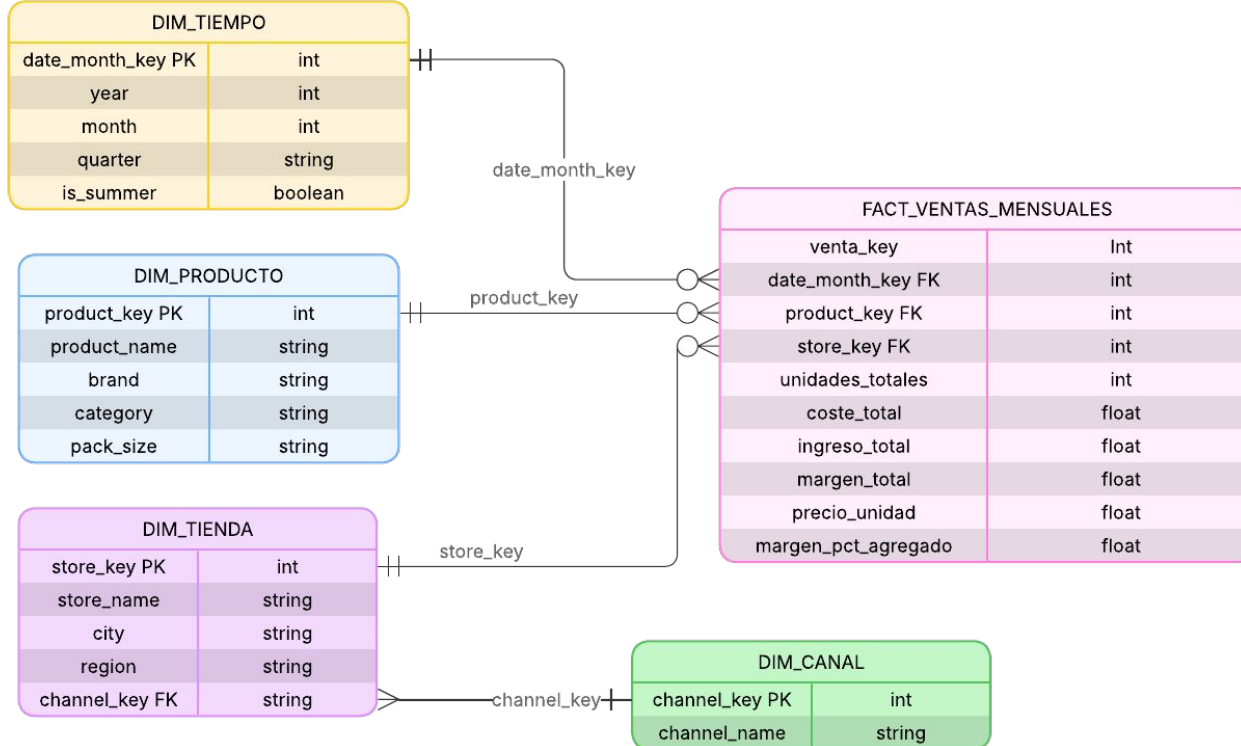 DIM_TIEMPO
date_month_key PK int
year int
month int
quarter string
is_summer boolean
date_month_key
FACT_VENTAS_MENSUALES
venta_key Int
date_month_key FK int
product_key FK int
store_key FK int
unidades_totales int
coste_total float
ingreso_total float
margen_total float
precio_unidad float
margen_pct_agregado float
DIM_PRODUCTO
product_key PK int
product_name string
brand string
category string
pack_size string
product_key
DIM_TIENDA
store_key PK int
store_name string
city string
region string
channel_key FK string
store_key
channel_key
DIM_CANAL
channel_key PK int
channel_name string